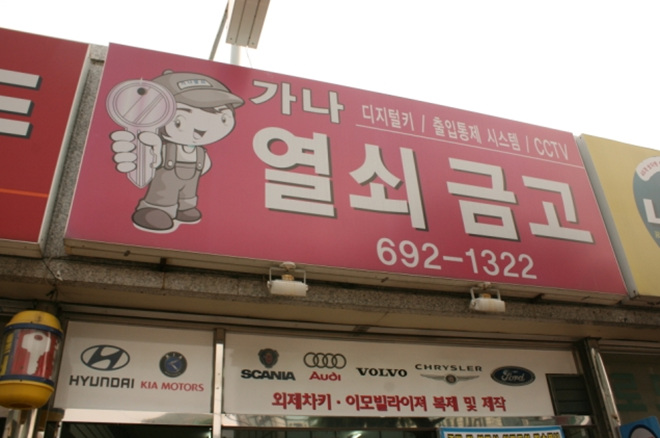 가나 디지털키 / 출입통제 시스템 / CCTV
열쇠 금고
692-1322
HYUNDAI KIA MOTORS SCANIA Audi VOLVO CHRYSLER Ford
외제차키 · 이모빌라이져 복제 및 제작